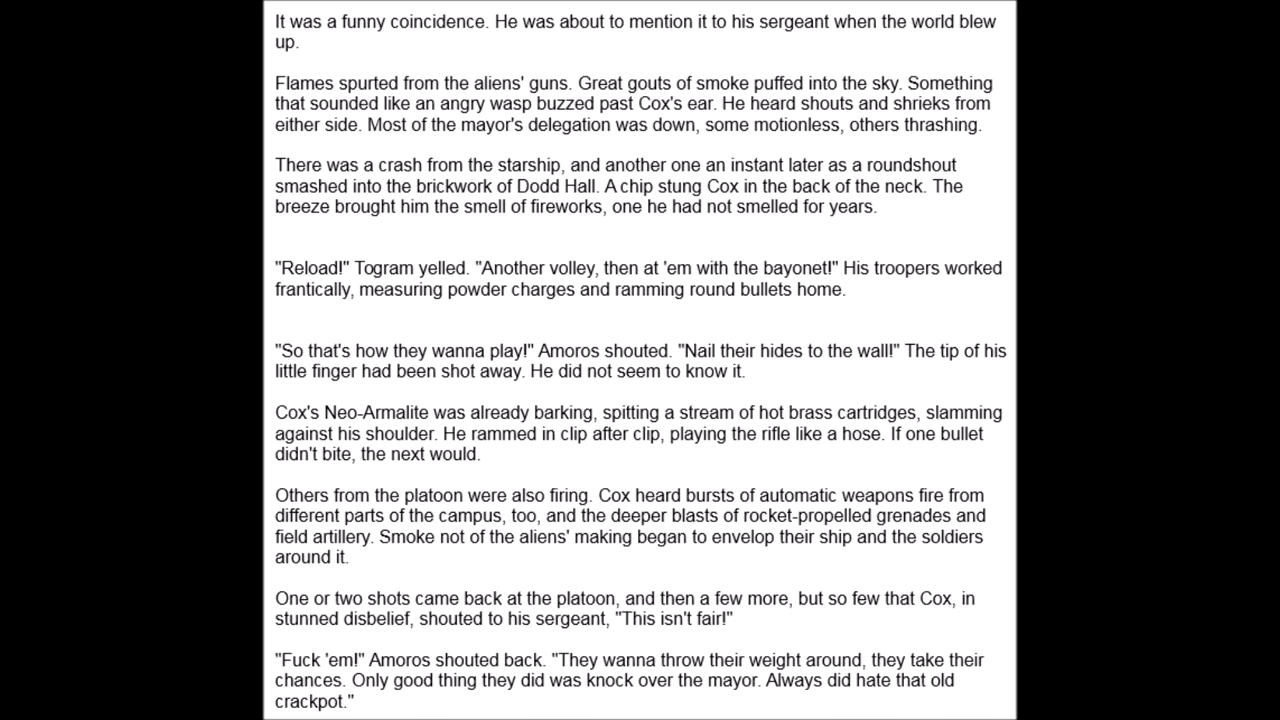 It was a funny coincidence. He was about to mention it to his sergeant when the world blew
up.
Flames spurted from the aliens' guns. Great gouts of smoke puffed into the sky. Something
that sounded like an angry wasp buzzed past Cox's ear. He heard shouts and shrieks from
either side. Most of the mayor's delegation was down, some motionless, others thrashing.
There was a crash from the starship, and another one an instant later as a roundshout
smashed into the brickwork of Dodd Hall. A chip stung Cox in the back of the neck. The
breeze brought him the smell of fireworks, one he had not smelled for years.
"Reload!" Togram yelled. "Another volley, then at 'em with the bayonet!" His troopers worked
frantically, measuring powder charges and ramming round bullets home.
"So that's how they wanna play!" Amoros shouted. "Nail their hides to the wall!" The tip of his
little finger had been shot away. He did not seem to know it.
Cox's Neo-Armalite was already barking, spitting a stream of hot brass cartridges, slamming
against his shoulder. He rammed in clip after clip, playing the rifle like a hose. If one bullet
didn't bite, the next would.
Others from the platoon were also firing. Cox heard bursts of automatic weapons fire from
different parts of the campus, too, and the deeper blasts of rocket-propelled grenades and
field artillery. Smoke not of the aliens' making began to envelop their ship and the soldiers
around it.
One or two shots came back at the platoon, and then a few more, but so few that Cox, in
stunned disbelief, shouted to his sergeant, "This isn't fair!"
"Fuck 'em!" Amoros shouted back. "They wanna throw their weight around, they take their
chances. Only good thing they did was knock over the mayor. Always did hate that old
crackpot."